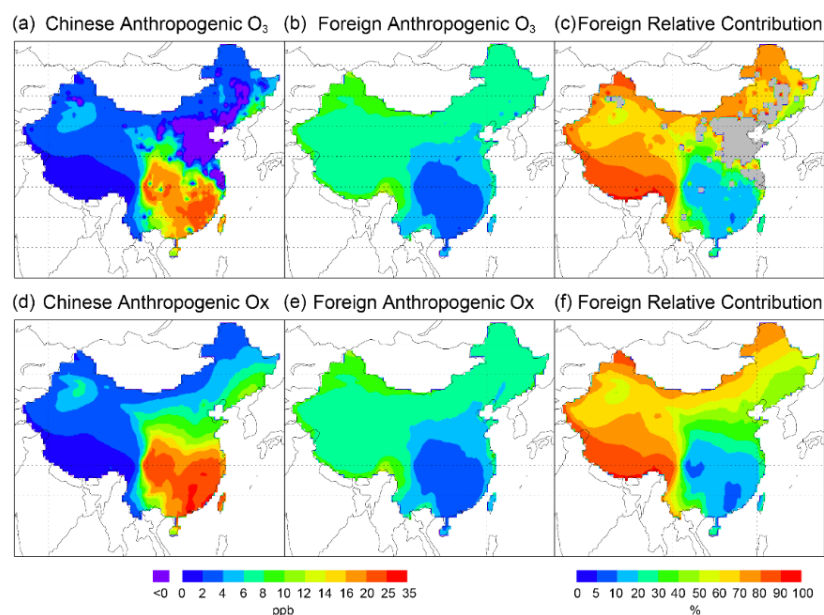 (a) Chinese Anthropogenic O₃ (b) Foreign Anthropogenic O₃ (c) Foreign Relative Contribution
(d) Chinese Anthropogenic Ox (e) Foreign Anthropogenic Ox (f) Foreign Relative Contribution
<0 0 2 4 6 8 10 12 14 16 20 25 35 0 5 10 20 30 40 50 60 70 80 90 100
ppb %